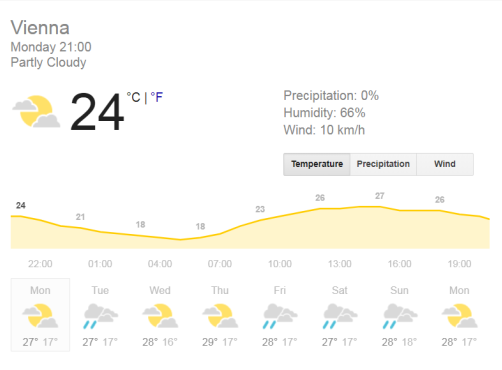 Vienna
Monday 21:00
Partly Cloudy
24 °C | °F
Precipitation: 0%
Humidity: 66%
Wind: 10 km/h
Temperature Precipitation Wind
24 21 18 18 23 26 27 26
22:00 01:00 04:00 07:00 10:00 13:00 16:00 19:00
Mon Tue Wed Thu Fri Sat Sun Mon
27° 17° 27° 17° 28° 16° 29° 17° 28° 17° 27° 17° 28° 18° 28° 17°